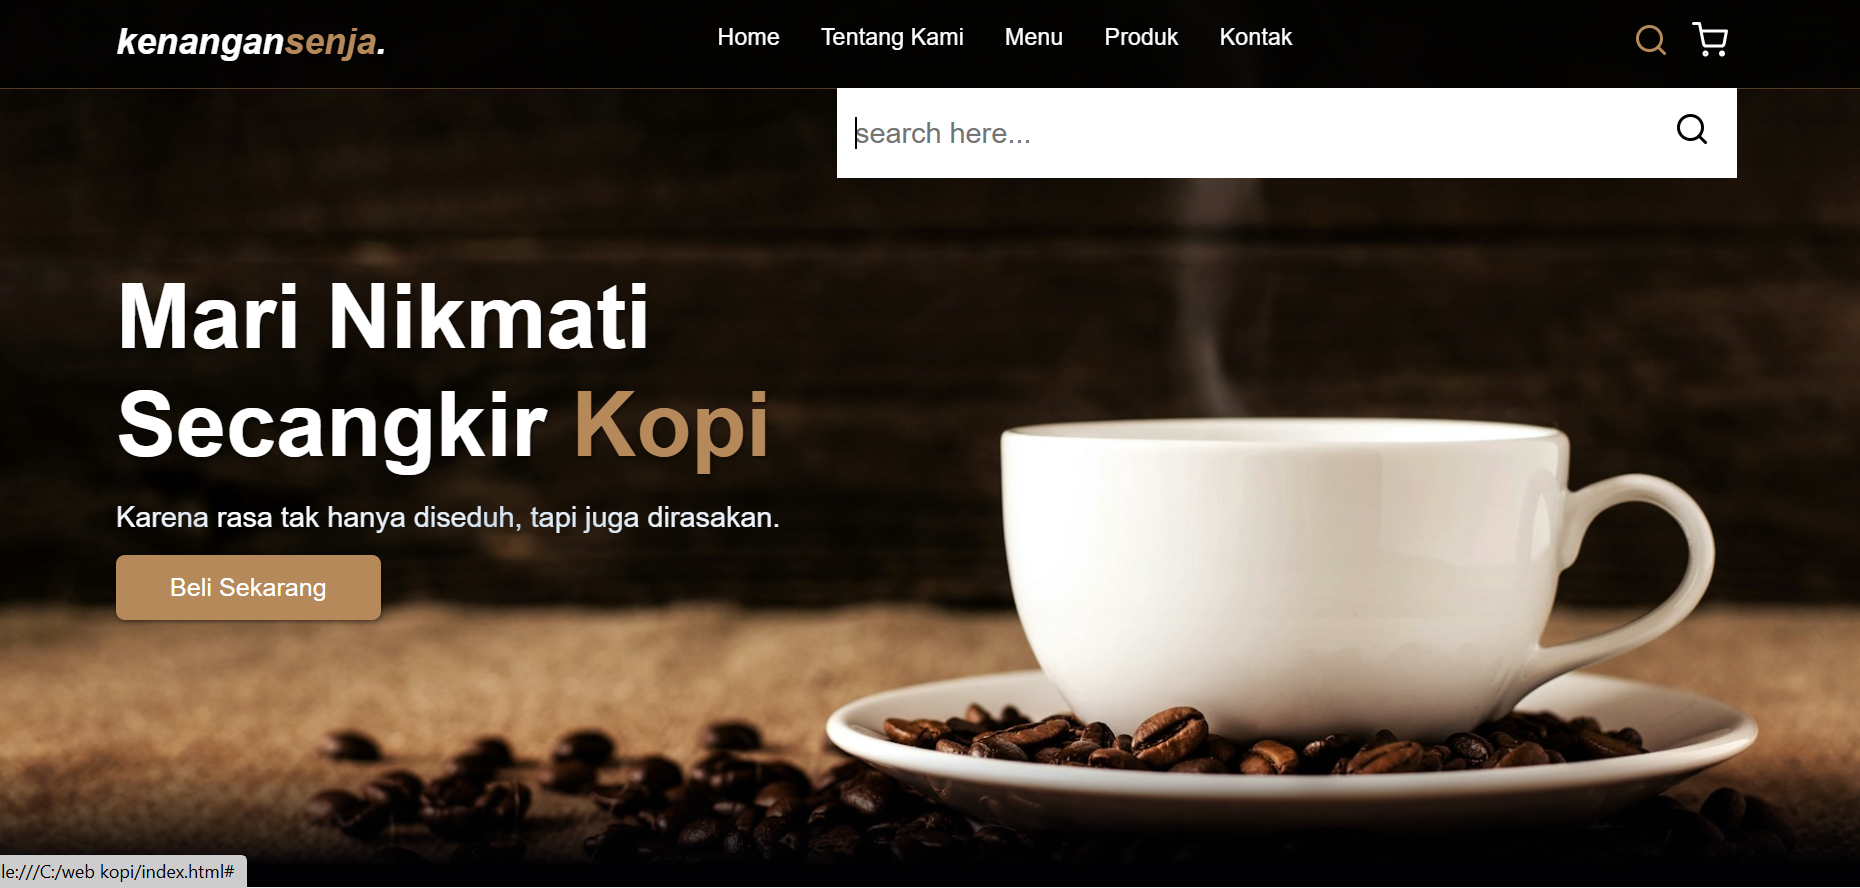 kenangansenja.
Home Tentang Kami Menu Produk Kontak
search here...
Mari Nikmati
Secangkir Kopi
Karena rasa tak hanya diseduh, tapi juga dirasakan.
Beli Sekarang
le:///C:/web kopi/index.html#